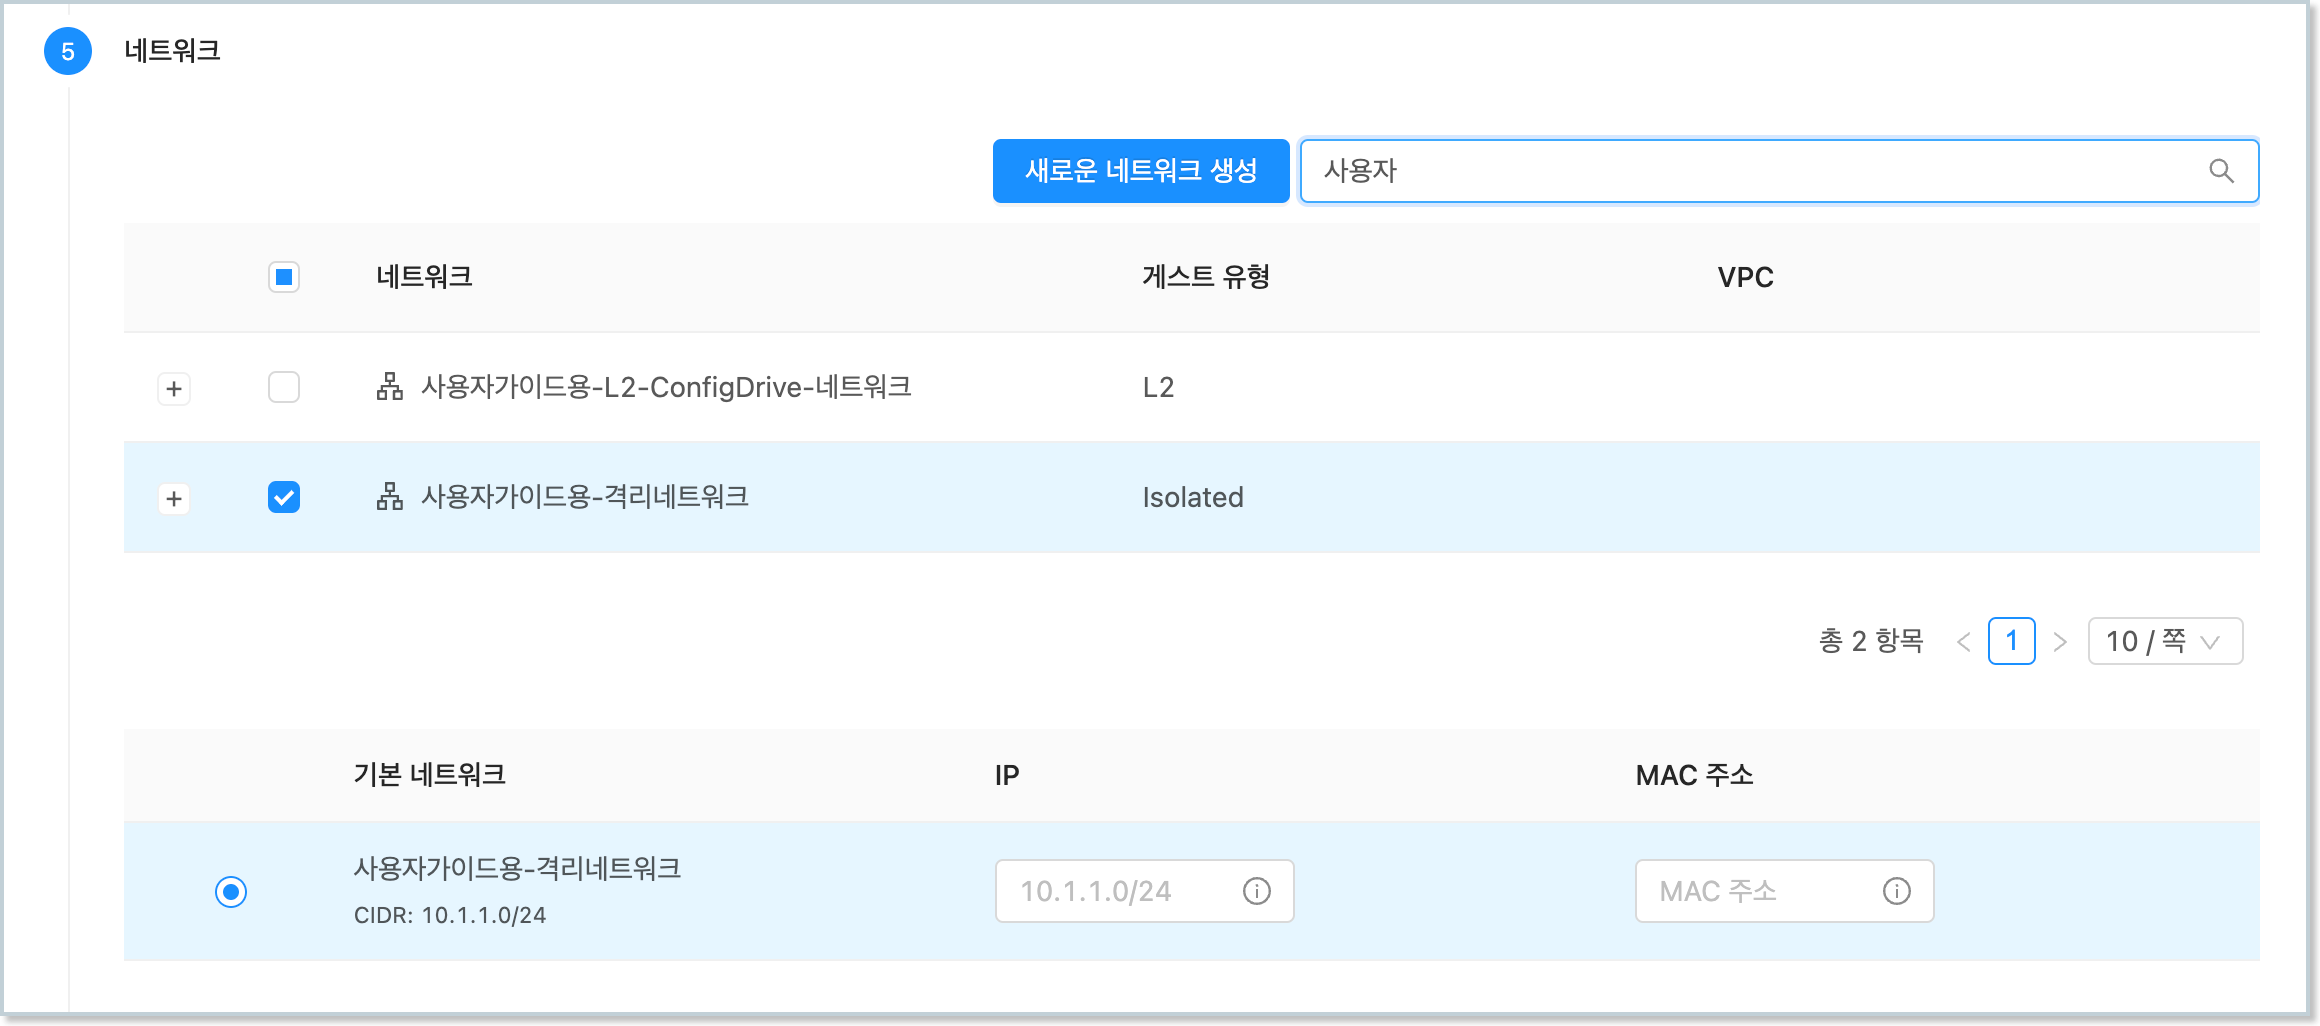 5 네트워크
새로운 네트워크 생성 사용자
네트워크 게스트 유형 VPC
+ 사용자가이드용-L2-ConfigDrive-네트워크 L2
+ 사용자가이드용-격리네트워크 Isolated
총 2 항목 < 1 > 10 / 쪽
기본 네트워크 IP MAC 주소
사용자가이드용-격리네트워크
CIDR: 10.1.1.0/24
10.1.1.0/24 MAC 주소